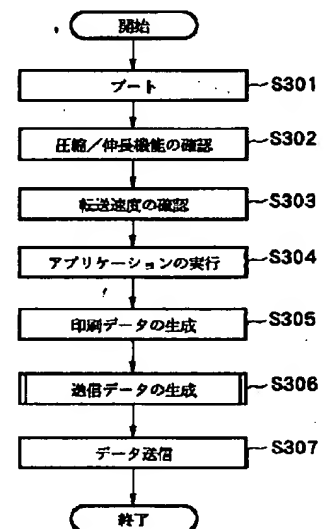 開始
ブート S301
圧縮／伸長機能の確認 S302
転送速度の確認 S303
アプリケーションの実行 S304
印刷データの生成 S305
送信データの生成 S306
データ送信 S307
終了